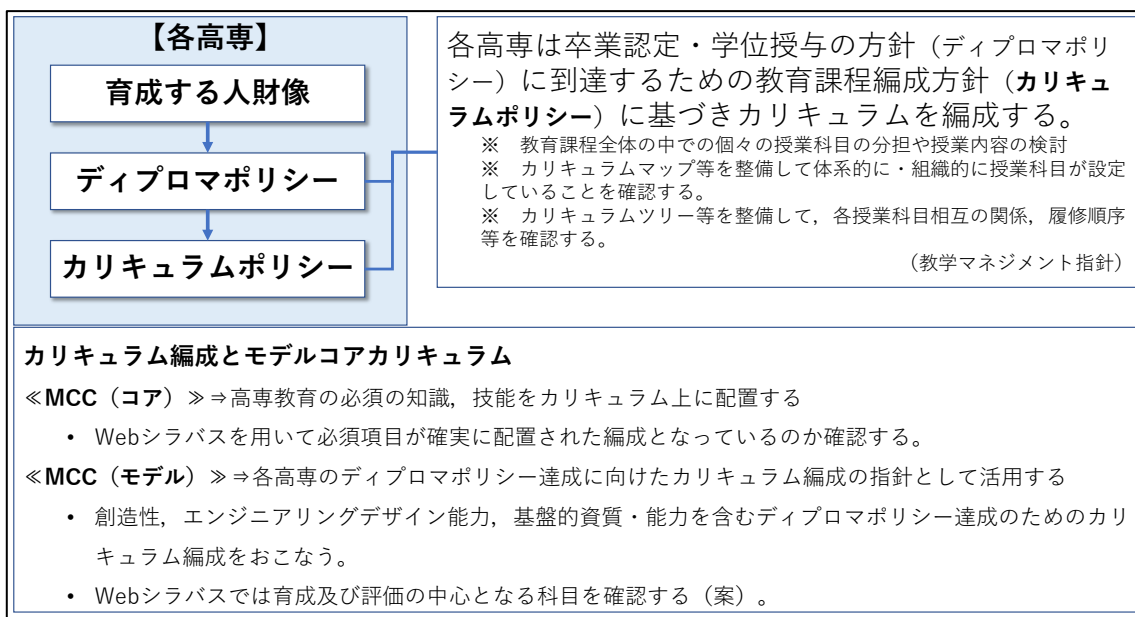 【各高専】
育成する人財像
ディプロマポリシー
カリキュラムポリシー
各高専は卒業認定・学位授与の方針（ディプロマポリ
シー）に到達するための教育課程編成方針（カリキュ
ラムポリシー）に基づきカリキュラムを編成する。
※　教育課程全体の中での個々の授業科目の分担や授業内容の検討
※　カリキュラムマップ等を整備して体系的に・組織的に授業科目が設定
していることを確認する。
※　カリキュラムツリー等を整備して，各授業科目相互の関係，履修順序
等を確認する。
（教学マネジメント指針）
カリキュラム編成とモデルコアカリキュラム
≪MCC（コア）≫⇒高専教育の必須の知識，技能をカリキュラム上に配置する
• Webシラバスを用いて必須項目が確実に配置された編成となっているのか確認する。
≪MCC（モデル）≫⇒各高専のディプロマポリシー達成に向けたカリキュラム編成の指針として活用する
• 創造性，エンジニアリングデザイン能力，基盤的資質・能力を含むディプロマポリシー達成のためのカリ
キュラム編成をおこなう。
• Webシラバスでは育成及び評価の中心となる科目を確認する（案）。